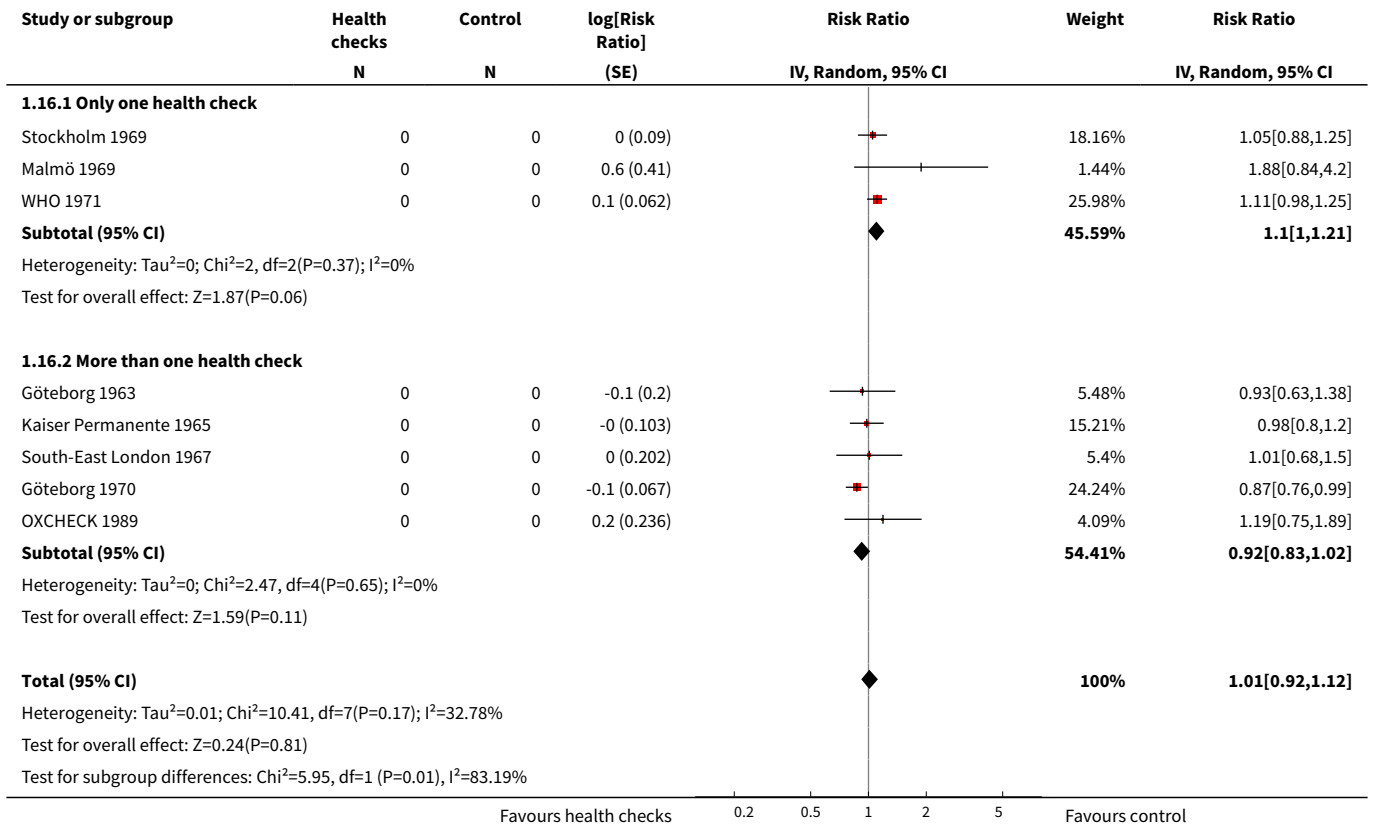 Study or subgroup Health checks Control log[Risk Ratio] Risk Ratio Weight Risk Ratio
N N (SE) IV, Random, 95% CI IV, Random, 95% CI
1.16.1 Only one health check
Stockholm 1969 0 0 0 (0.09) 18.16% 1.05[0.88,1.25]
Malmö 1969 0 0 0.6 (0.41) 1.44% 1.88[0.84,4.2]
WHO 1971 0 0 0.1 (0.062) 25.98% 1.11[0.98,1.25]
Subtotal (95% CI) 45.59% 1.1[1,1.21]
Heterogeneity: Tau²=0; Chi²=2, df=2(P=0.37); I²=0%
Test for overall effect: Z=1.87(P=0.06)
1.16.2 More than one health check
Göteborg 1963 0 0 -0.1 (0.2) 5.48% 0.93[0.63,1.38]
Kaiser Permanente 1965 0 0 -0 (0.103) 15.21% 0.98[0.8,1.2]
South-East London 1967 0 0 0 (0.202) 5.4% 1.01[0.68,1.5]
Göteborg 1970 0 0 -0.1 (0.067) 24.24% 0.87[0.76,0.99]
OXCHECK 1989 0 0 0.2 (0.236) 4.09% 1.19[0.75,1.89]
Subtotal (95% CI) 54.41% 0.92[0.83,1.02]
Heterogeneity: Tau²=0; Chi²=2.47, df=4(P=0.65); I²=0%
Test for overall effect: Z=1.59(P=0.11)
Total (95% CI) 100% 1.01[0.92,1.12]
Heterogeneity: Tau²=0.01; Chi²=10.41, df=7(P=0.17); I²=32.78%
Test for overall effect: Z=0.24(P=0.81)
Test for subgroup differences: Chi²=5.95, df=1 (P=0.01), I²=83.19%
Favours health checks 0.2 0.5 1 2 5 Favours control